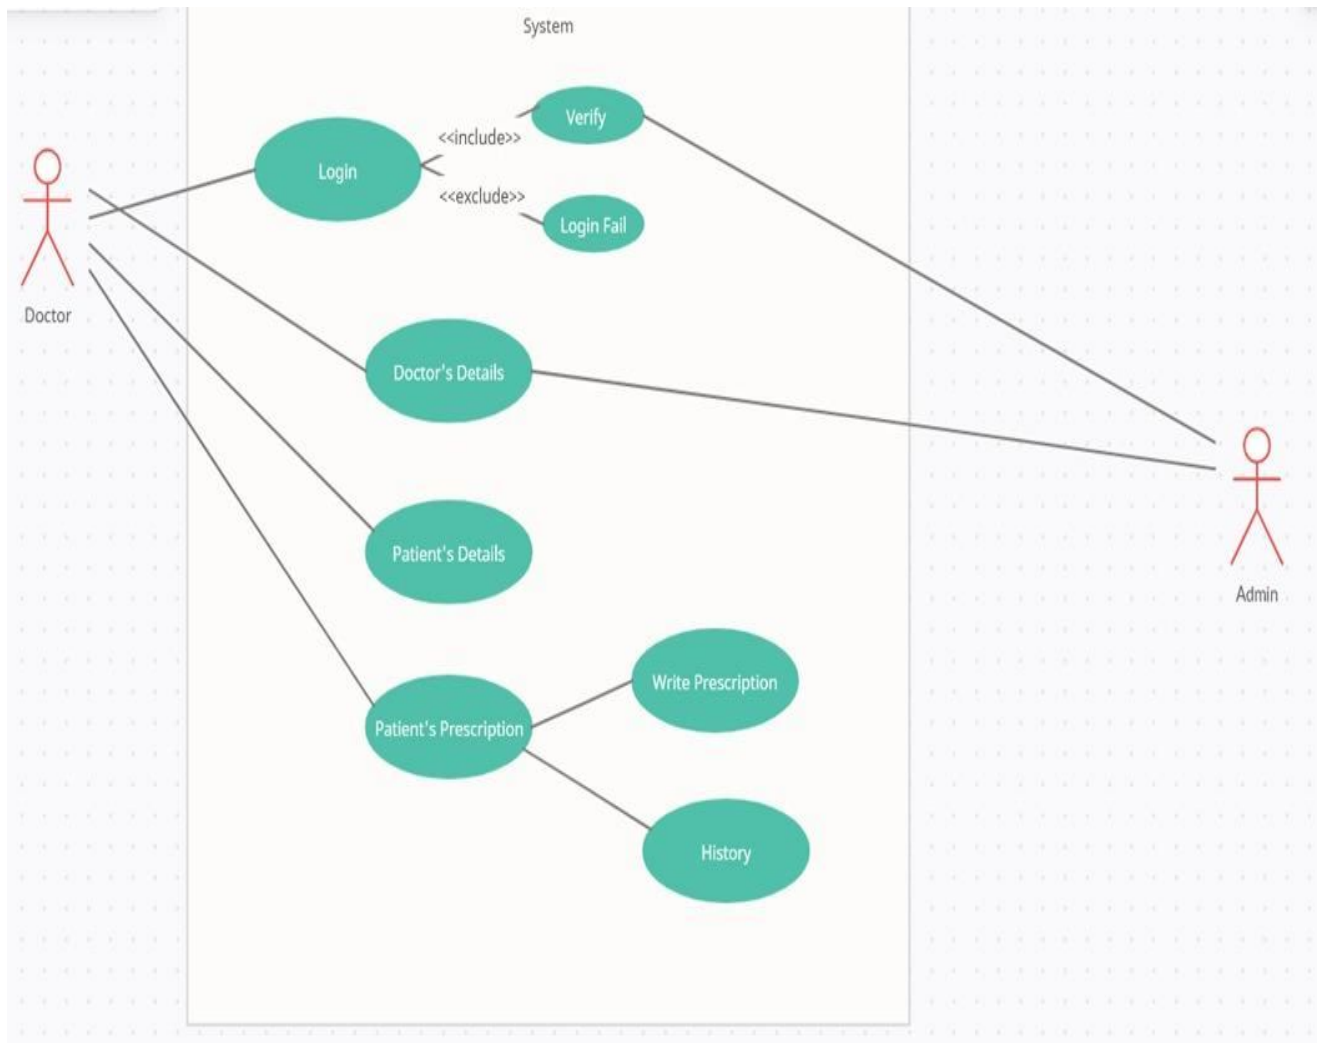 System
Verify
<<include>>
Login
<<exclude>>
Login Fail
Doctor
Doctor's Details
Patient's Details
Admin
Write Prescription
Patient's Prescription
History